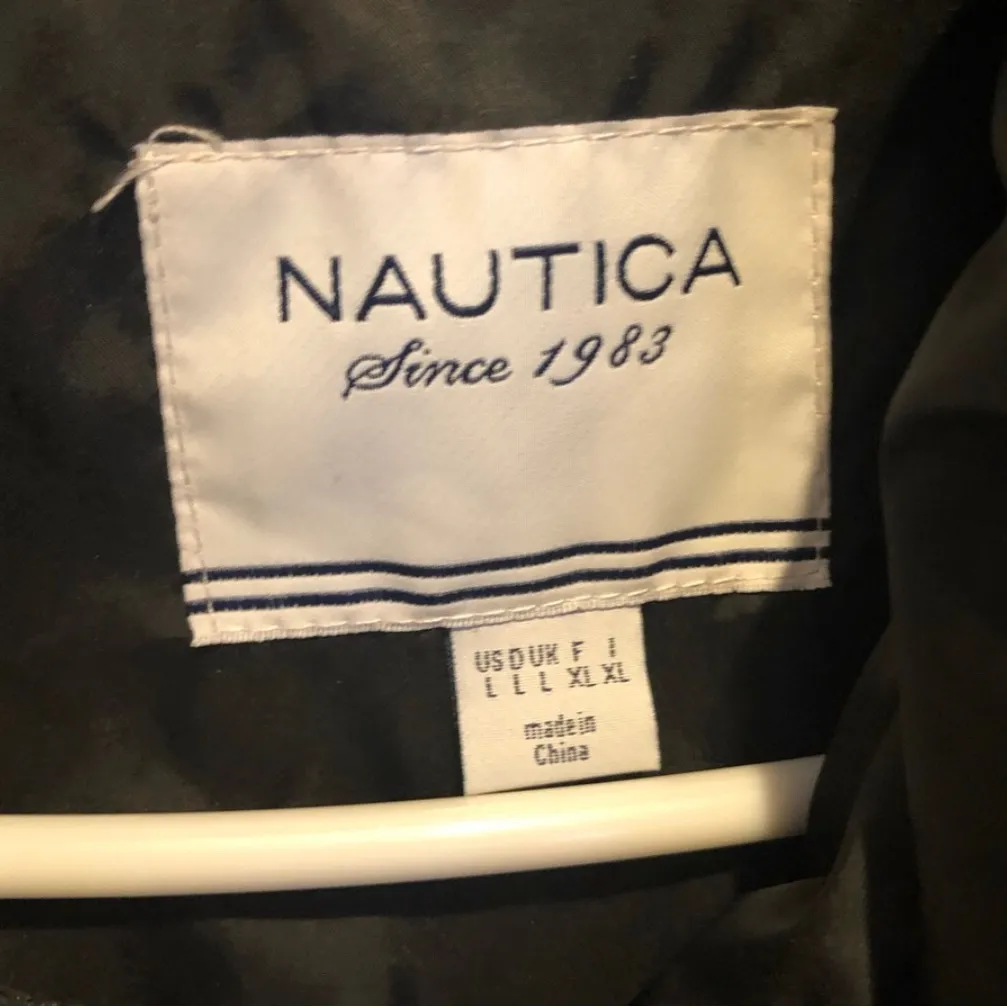 NAUTICA
Since 1983
US D UK F I
L L L XL XL
made in
China